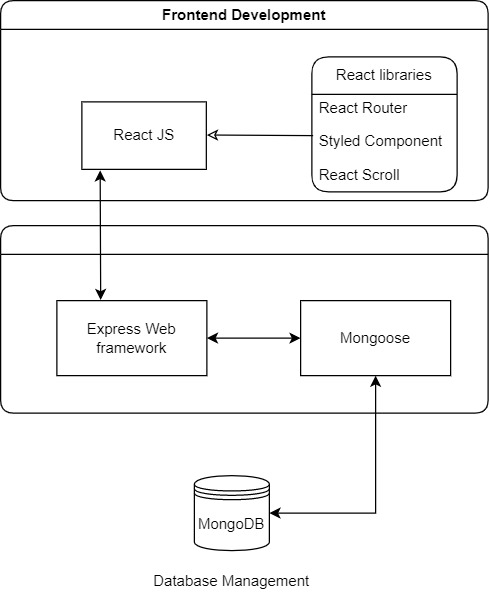 Frontend Development
React libraries
React Router
Styled Component
React Scroll
React JS
Express Web
framework
Mongoose
MongoDB
Database Management